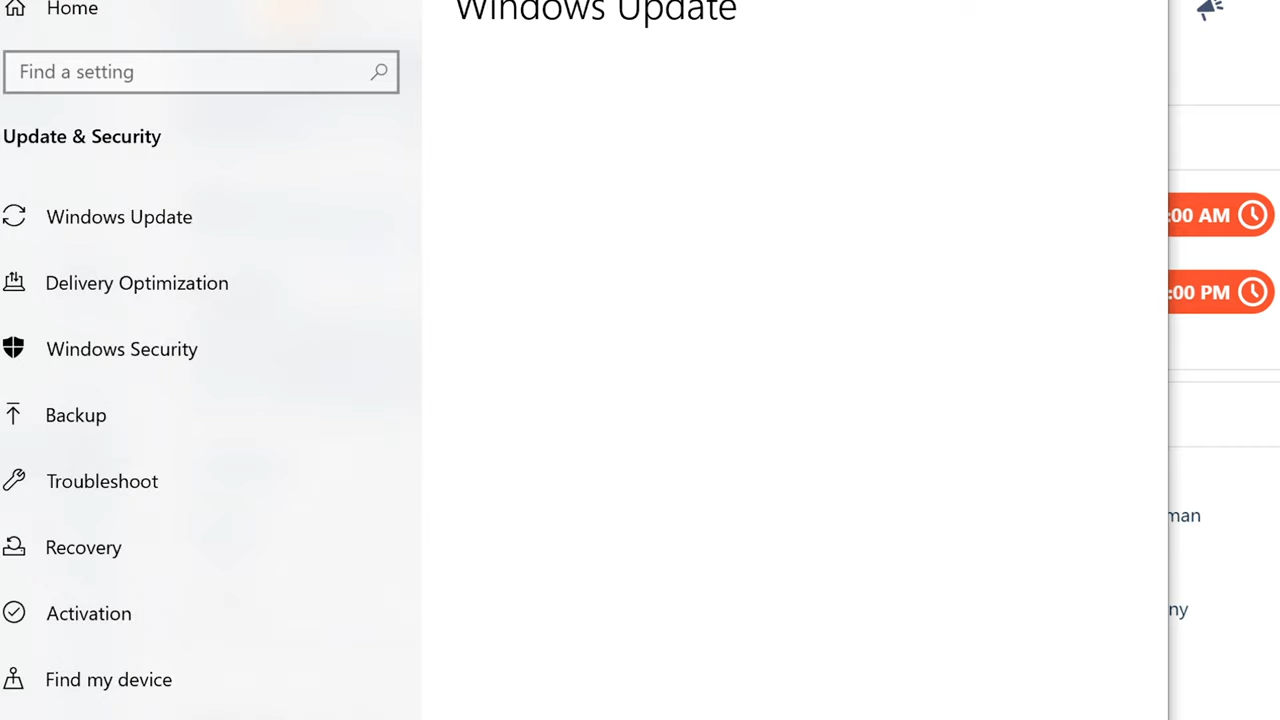 Home
Windows Update
Find a setting
Update & Security
Windows Update
Delivery Optimization
Windows Security
Backup
Troubleshoot
Recovery
Activation
Find my device
:00 AM
:00 PM
man
ny